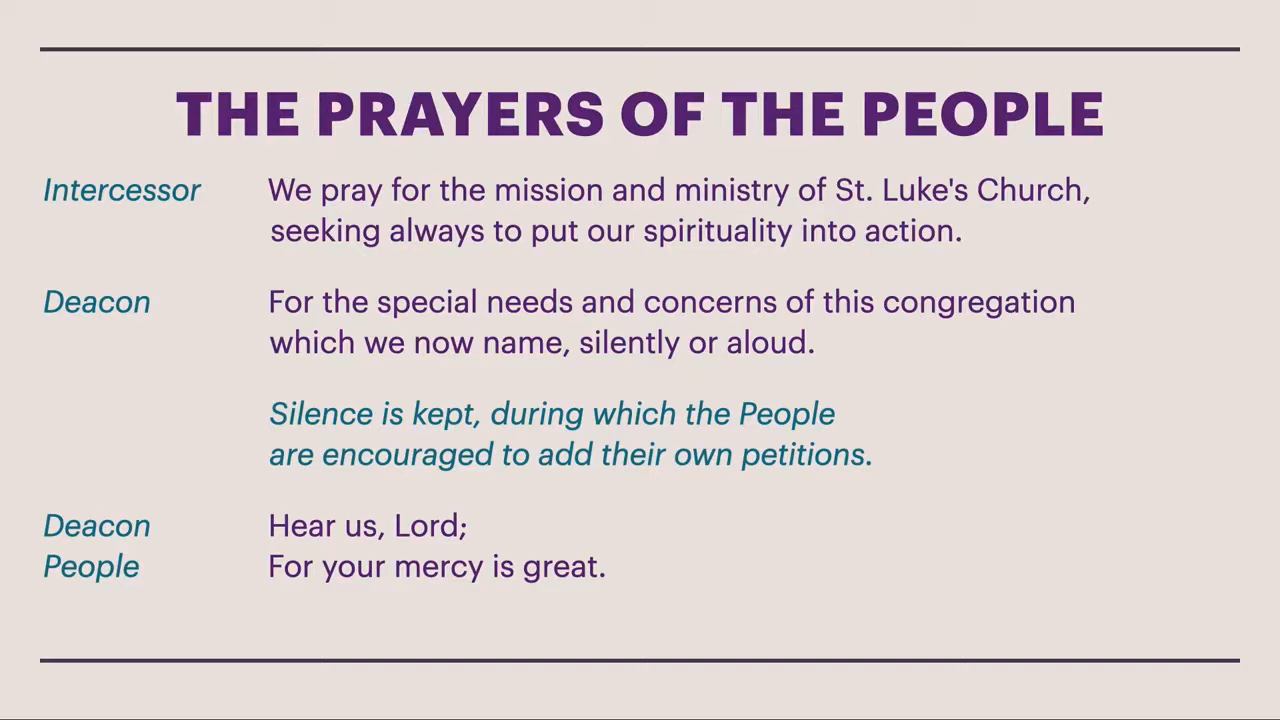 THE PRAYERS OF THE PEOPLE
Intercessor We pray for the mission and ministry of St. Luke's Church,
seeking always to put our spirituality into action.
Deacon For the special needs and concerns of this congregation
which we now name, silently or aloud.
Silence is kept, during which the People
are encouraged to add their own petitions.
Deacon Hear us, Lord;
People For your mercy is great.